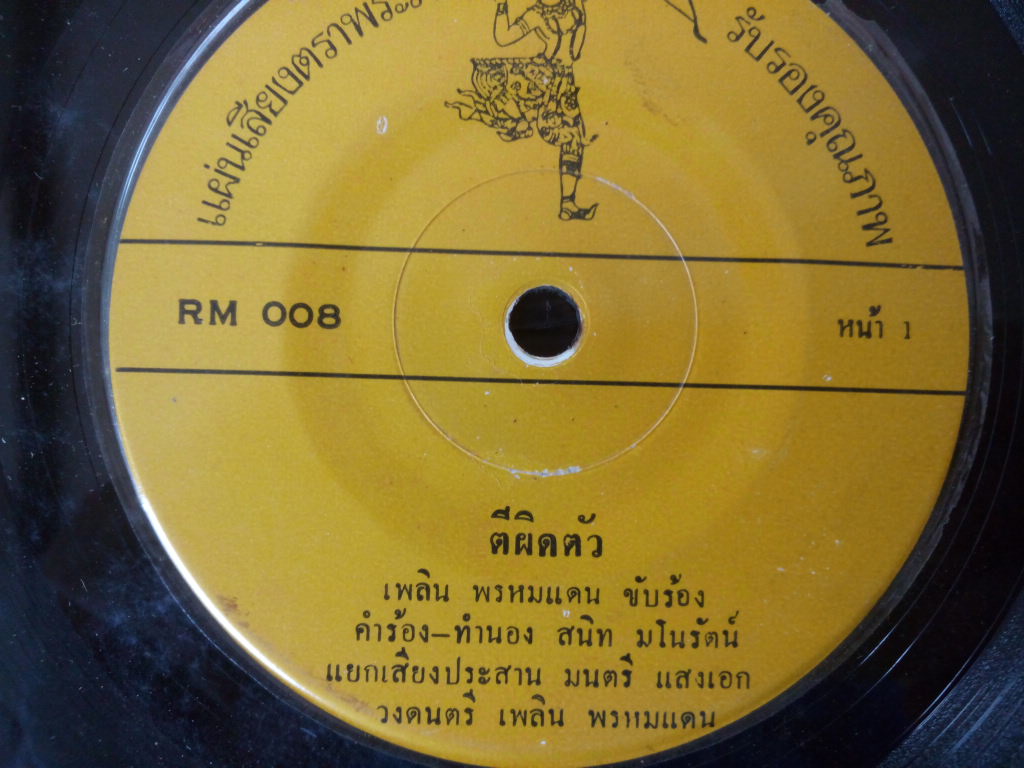 แผ่นเสียงตรา
รับรองคุณภาพ
RM 008
หน้า 1
ตีผิดตัว
เพลิน พรหมแดน ขับร้อง
คำร้อง–ทำนอง สนิท มโนรัตน์
แยกเสียงประสาน มนตรี แสงเอก
วงดนตรี เพลิน พรหมแดน